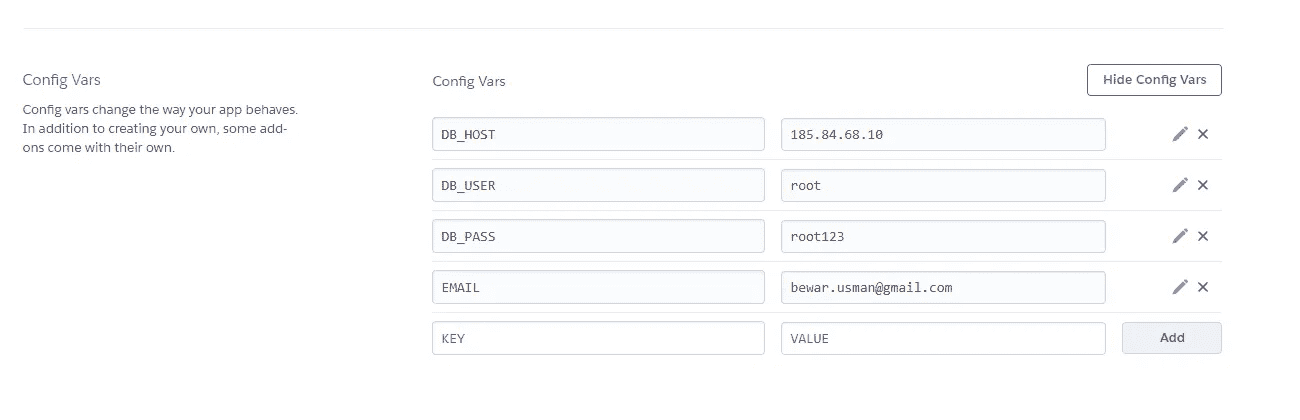 Config Vars
Config vars change the way your app behaves.
In addition to creating your own, some add-
ons come with their own.
Config Vars
Hide Config Vars
DB_HOST 185.84.68.10
DB_USER root
DB_PASS root123
EMAIL bewar.usman@gmail.com
KEY VALUE Add